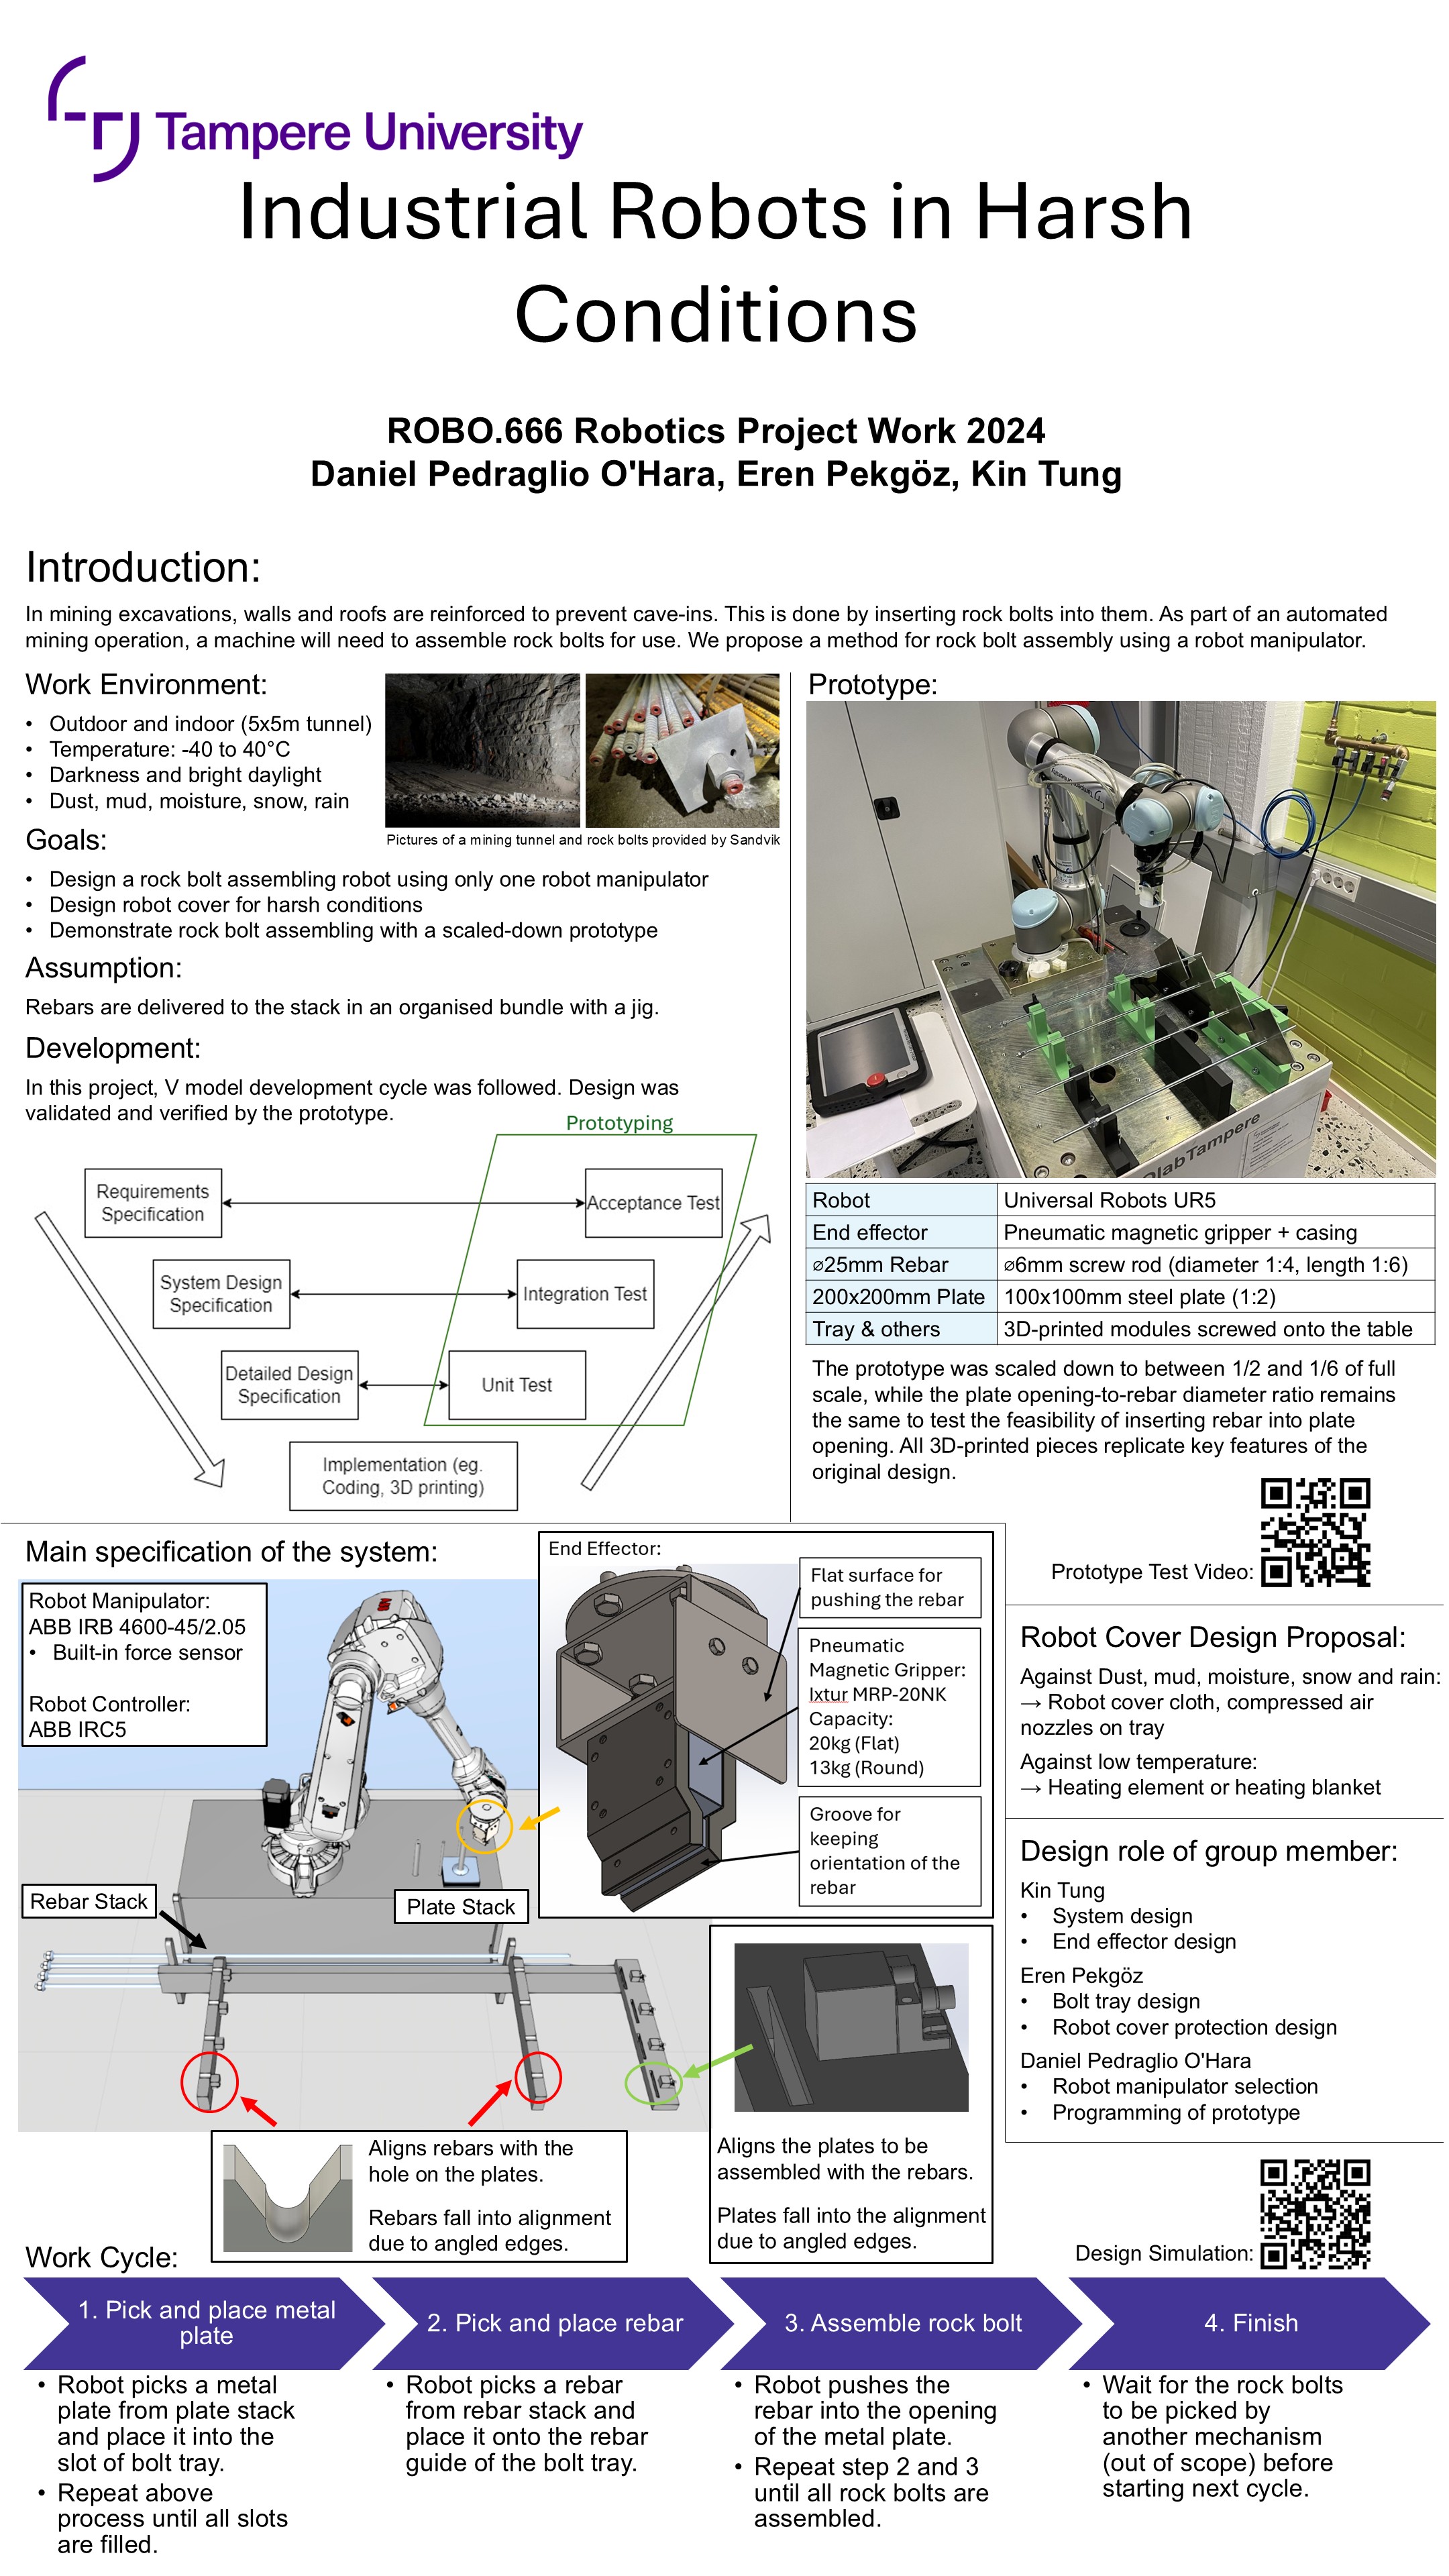 Tampere University
Industrial Robots in Harsh
Conditions
ROBO.666 Robotics Project Work 2024
Daniel Pedraglio O'Hara, Eren Pekgöz, Kin Tung
Introduction:
In mining excavations, walls and roofs are reinforced to prevent cave-ins. This is done by inserting rock bolts into them. As part of an automated
mining operation, a machine will need to assemble rock bolts for use. We propose a method for rock bolt assembly using a robot manipulator.
Work Environment:
• Outdoor and indoor (5x5m tunnel)
• Temperature: -40 to 40°C
• Darkness and bright daylight
• Dust, mud, moisture, snow, rain
Pictures of a mining tunnel and rock bolts provided by Sandvik
Goals:
• Design a rock bolt assembling robot using only one robot manipulator
• Design robot cover for harsh conditions
• Demonstrate rock bolt assembling with a scaled-down prototype
Assumption:
Rebars are delivered to the stack in an organised bundle with a jig.
Development:
In this project, V model development cycle was followed. Design was
validated and verified by the prototype.
Prototyping
Requirements
Specification
Acceptance Test
System Design
Specification
Integration Test
Detailed Design
Specification
Unit Test
Implementation (eg.
Coding, 3D printing)
Prototype:
olabTampere
Robot
Universal Robots UR5
End effector
Pneumatic magnetic gripper + casing
⌀25mm Rebar
⌀6mm screw rod (diameter 1:4, length 1:6)
200x200mm Plate
100x100mm steel plate (1:2)
Tray & others
3D-printed modules screwed onto the table
The prototype was scaled down to between 1/2 and 1/6 of full
scale, while the plate opening-to-rebar diameter ratio remains
the same to test the feasibility of inserting rebar into plate
opening. All 3D-printed pieces replicate key features of the
original design.
Prototype Test Video:
Main specification of the system:
Robot Manipulator:
ABB IRB 4600-45/2.05
• Built-in force sensor
Robot Controller:
ABB IRC5
Rebar Stack
Plate Stack
ABB
End Effector:
Flat surface for
pushing the rebar
Pneumatic
Magnetic Gripper:
Ixtur MRP-20NK
Capacity:
20kg (Flat)
13kg (Round)
Groove for
keeping
orientation of the
rebar
Aligns rebars with the
hole on the plates.
Rebars fall into alignment
due to angled edges.
Aligns the plates to be
assembled with the rebars.
Plates fall into the alignment
due to angled edges.
Robot Cover Design Proposal:
Against Dust, mud, moisture, snow and rain:
→ Robot cover cloth, compressed air
nozzles on tray
Against low temperature:
→ Heating element or heating blanket
Design role of group member:
Kin Tung
• System design
• End effector design
Eren Pekgöz
• Bolt tray design
• Robot cover protection design
Daniel Pedraglio O'Hara
• Robot manipulator selection
• Programming of prototype
Design Simulation:
Work Cycle:
1. Pick and place metal
plate
• Robot picks a metal
plate from plate stack
and place it into the
slot of bolt tray.
• Repeat above
process until all slots
are filled.
2. Pick and place rebar
• Robot picks a rebar
from rebar stack and
place it onto the rebar
guide of the bolt tray.
3. Assemble rock bolt
• Robot pushes the
rebar into the opening
of the metal plate.
• Repeat step 2 and 3
until all rock bolts are
assembled.
4. Finish
• Wait for the rock bolts
to be picked by
another mechanism
(out of scope) before
starting next cycle.